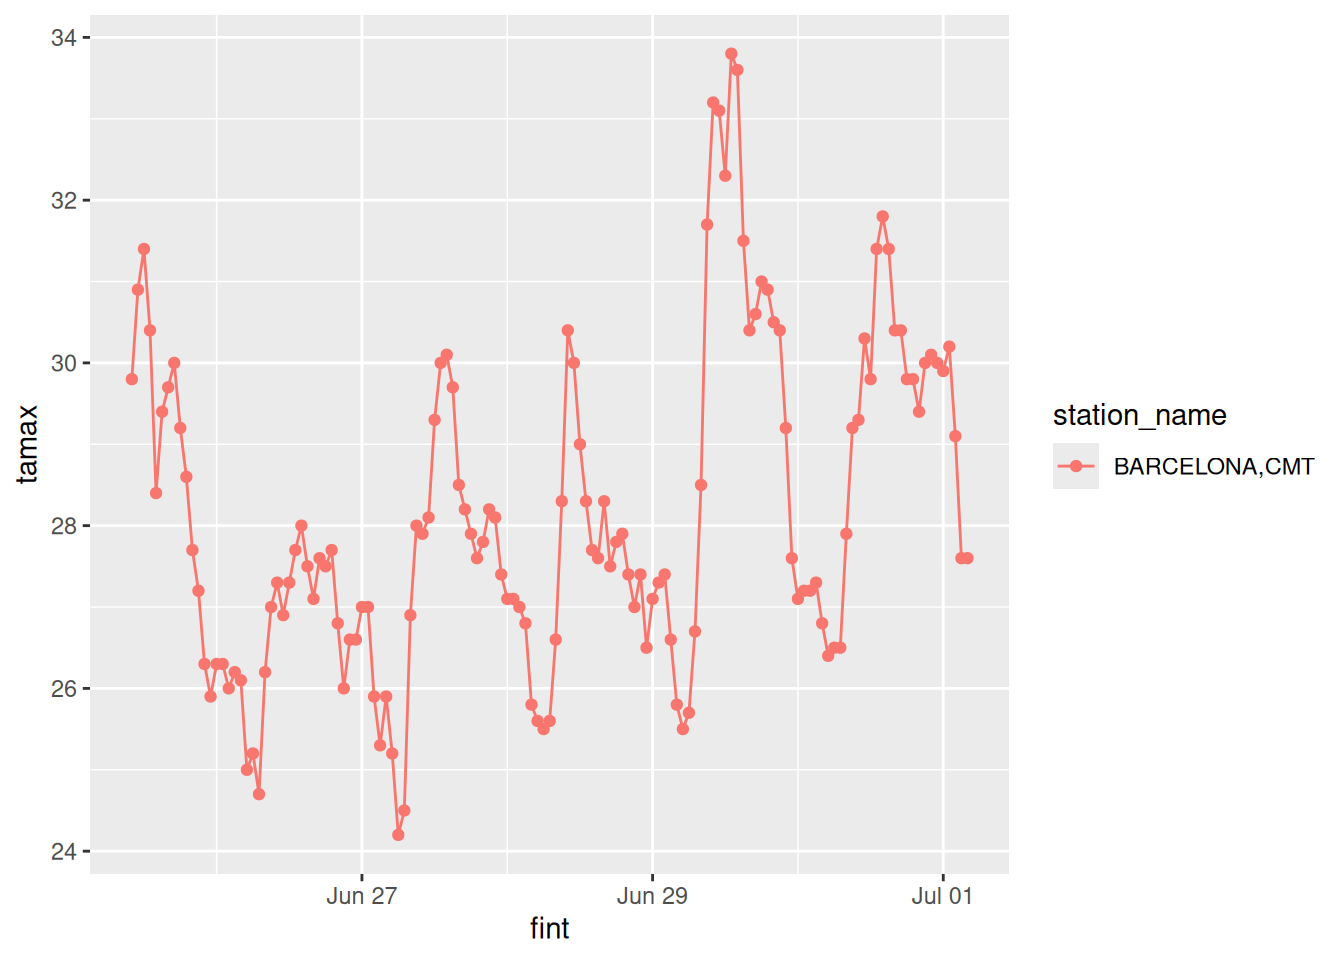 34
32
30
28
26
24
tamax
Jun 27
Jun 29
Jul 01
fint
station_name
BARCELONA,CMT